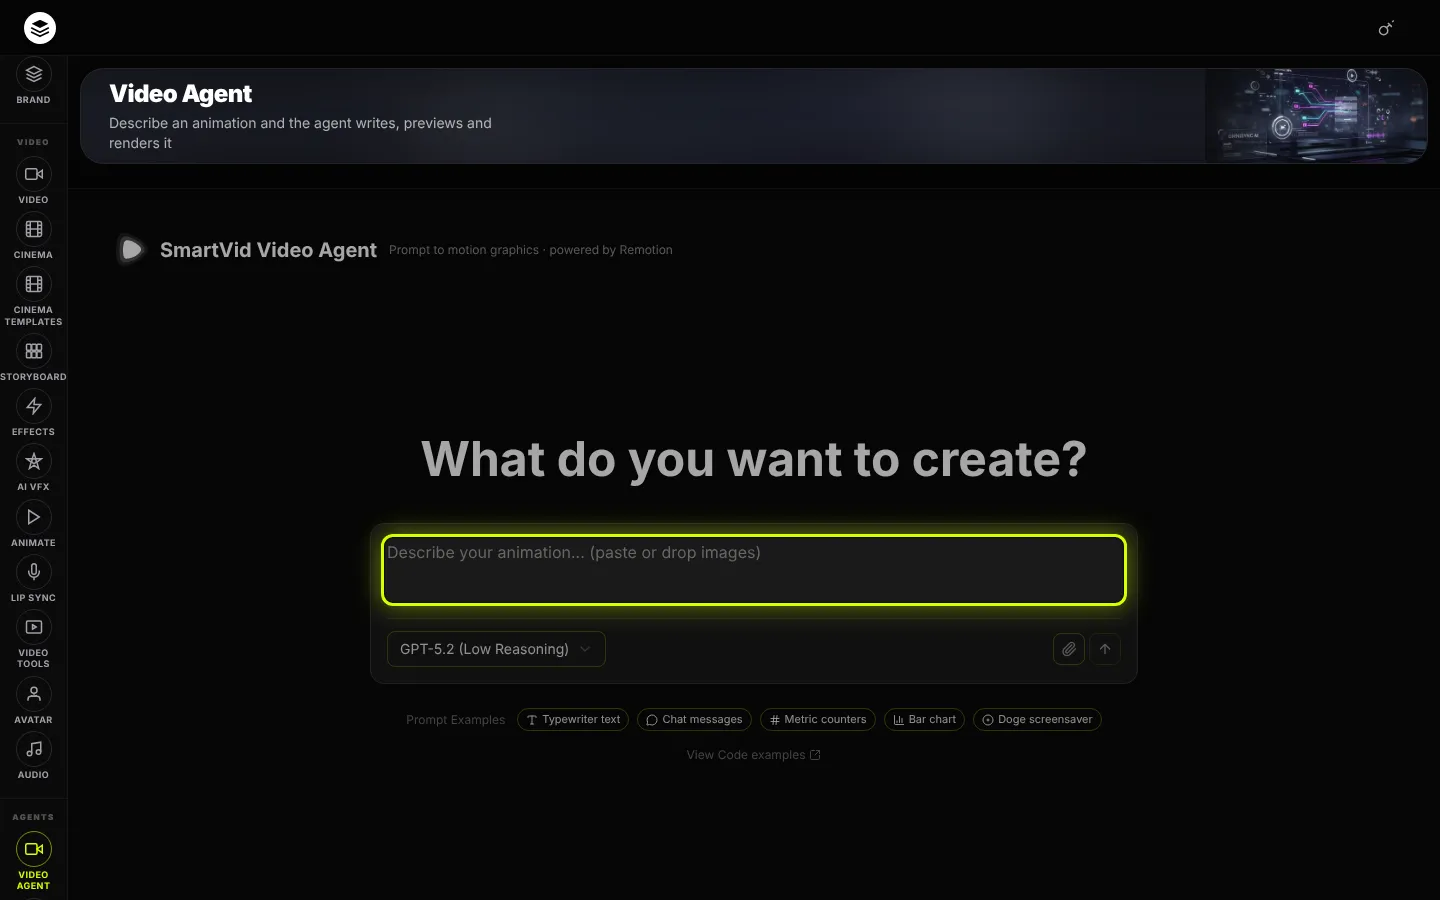 Video Agent
Describe an animation and the agent writes, previews and
renders it
BRAND
VIDEO
VIDEO
CINEMA
CINEMA
TEMPLATES
STORYBOARD
EFFECTS
AI VFX
ANIMATE
LIP SYNC
VIDEO
TOOLS
AVATAR
AUDIO
AGENTS
VIDEO
AGENT
SmartVid Video Agent
Prompt to motion graphics · powered by Remotion
What do you want to create?
Describe your animation... (paste or drop images)
GPT-5.2 (Low Reasoning)
Prompt Examples
Typewriter text
Chat messages
Metric counters
Bar chart
Doge screensaver
View Code examples